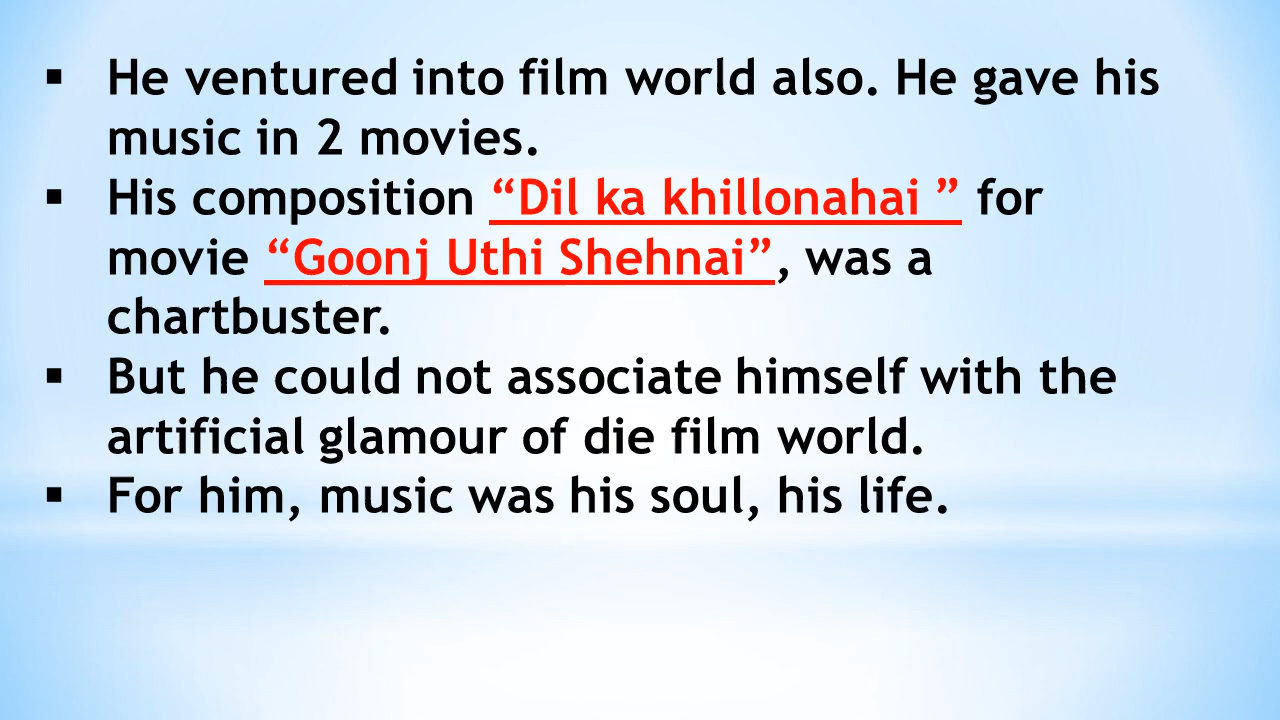 ▪ He ventured into film world also. He gave his
music in 2 movies.
▪ His composition “Dil ka khillonahai ” for
movie “Goonj Uthi Shehnai”, was a
chartbuster.
▪ But he could not associate himself with the
artificial glamour of die film world.
▪ For him, music was his soul, his life.